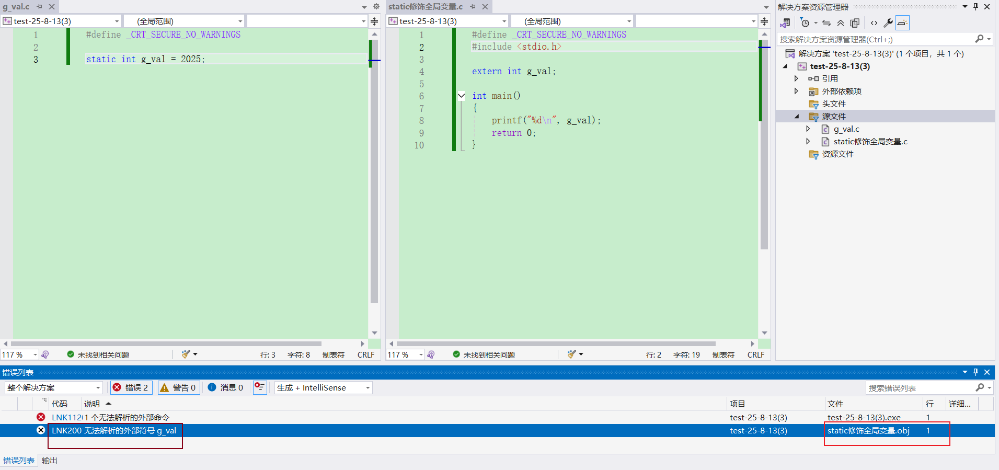 g_val.c
test-25-8-13(3)
(全局范围)
1 #define _CRT_SECURE_NO_WARNINGS
2
3 static int g_val = 2025;
117 %
未找到相关问题
行: 3
字符: 8
制表符
CRLF
static修饰全局变量.c
test-25-8-13(3)
(全局范围)
1 #define _CRT_SECURE_NO_WARNINGS
2 #include <stdio.h>
3
4 extern int g_val;
5
6 int main()
7 {
8 printf("%d\n", g_val);
9 return 0;
10 }
117 %
未找到相关问题
行: 2
字符: 19
制表符
CRLF
解决方案资源管理器
搜索解决方案资源管理器(Ctrl+;)
解决方案 'test-25-8-13(3)' (1 个项目，共 1 个)
test-25-8-13(3)
引用
外部依赖项
头文件
源文件
g_val.c
static修饰全局变量.c
资源文件
错误列表
整个解决方案
错误 2
警告 0
消息 0
生成 + IntelliSense
搜索错误列表
代码 说明 项目 文件 行 详细...
LNK112 1 个无法解析的外部命令 test-25-8-13(3) test-25-8-13(3).exe 1
LNK200 无法解析的外部符号 g_val test-25-8-13(3) static修饰全局变量.obj 1
错误列表 输出